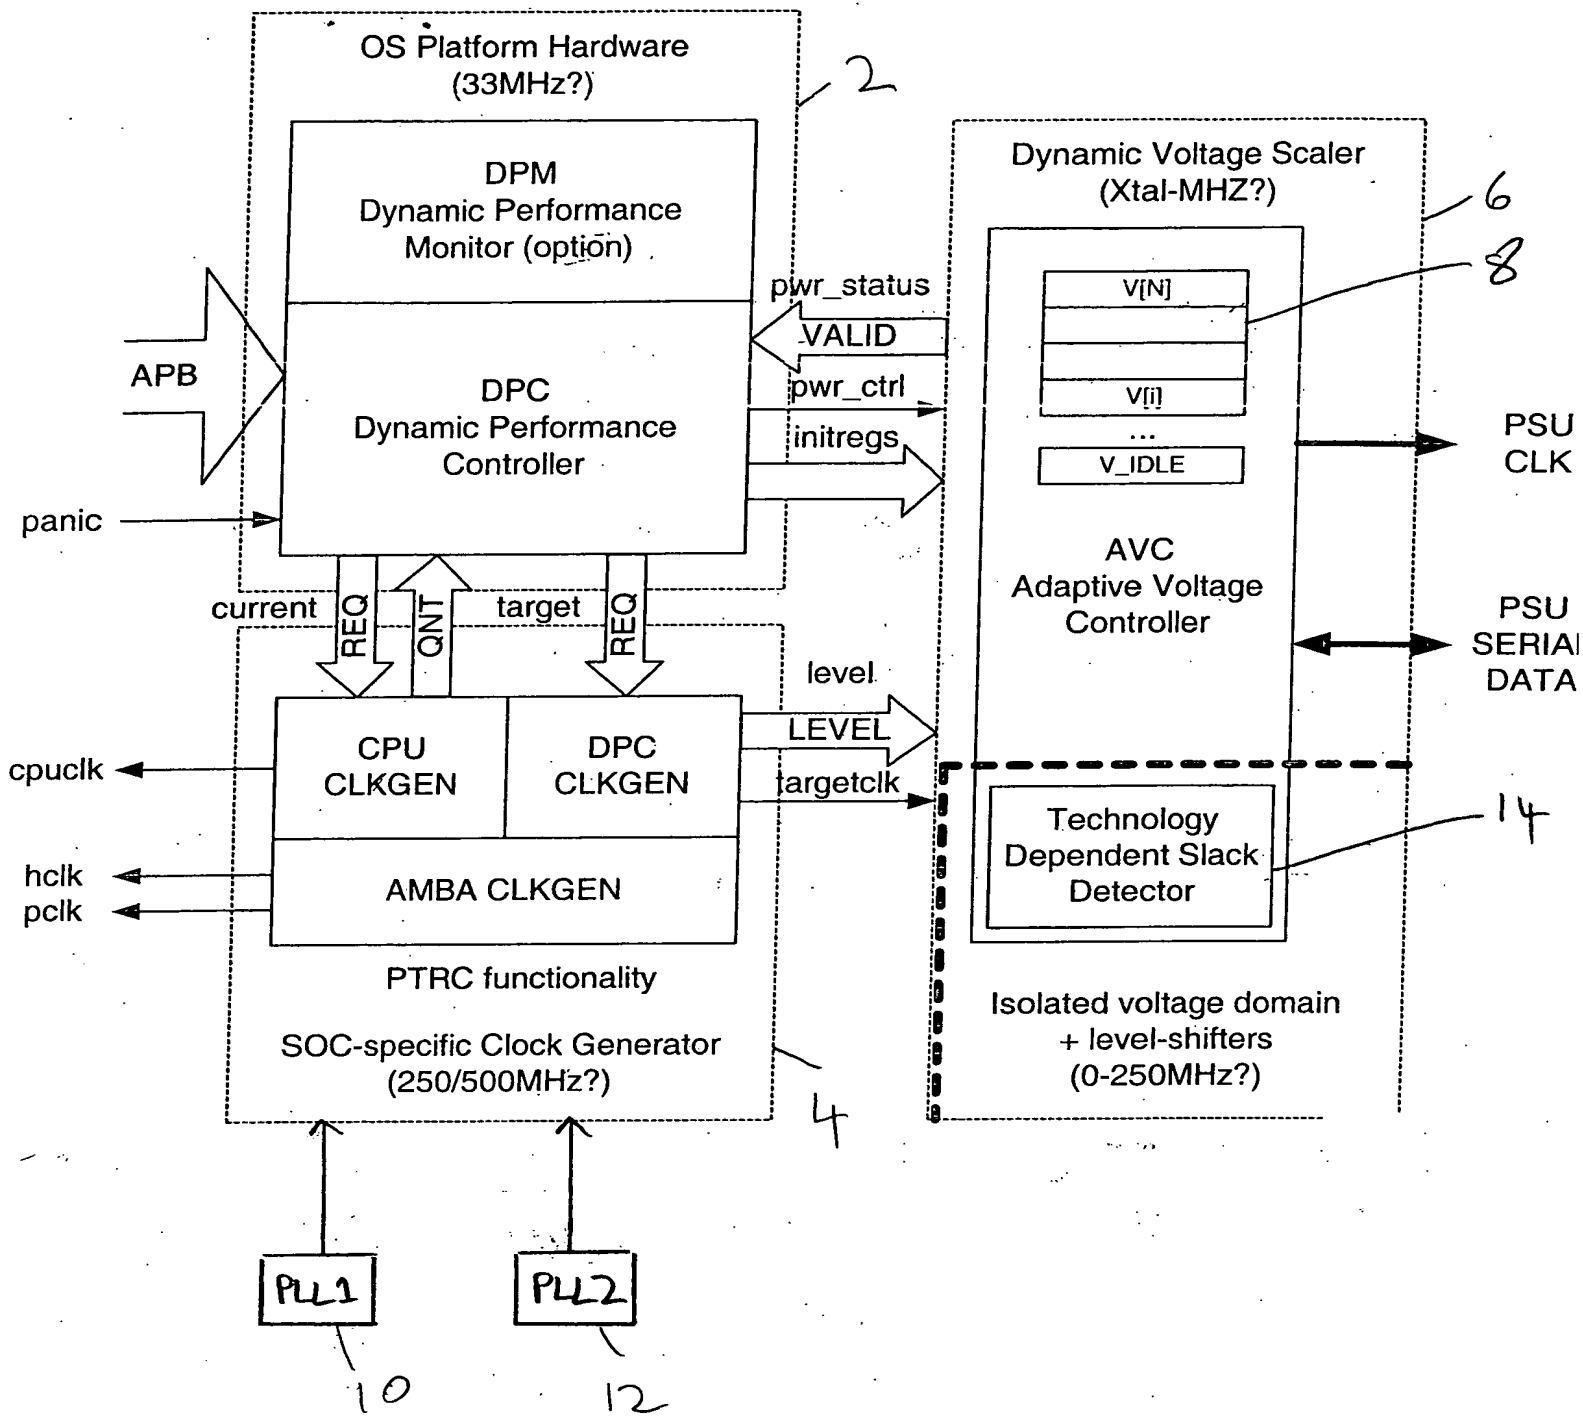 OS Platform Hardware
(33MHz?)
2
DPM
Dynamic Performance
Monitor (option)
APB
DPC
Dynamic Performance
Controller
panic
pwr_status
VALID
pwr_ctrl
initregs
current
REQ
QNT
target
REQ
CPU
CLKGEN
DPC
CLKGEN
level
LEVEL
targetclk
cpuclk
hclk
pclk
AMBA CLKGEN
PTRC functionality
SOC-specific Clock Generator
(250/500MHz?)
4
PLL1
10
PLL2
12
Dynamic Voltage Scaler
(Xtal-MHZ?)
6
V[N]
8
V[i]
...
V_IDLE
AVC
Adaptive Voltage
Controller
PSU
CLK
PSU
SERIAL
DATA
Technology
Dependent Slack
Detector
14
Isolated voltage domain
+ level-shifters
(0-250MHz?)